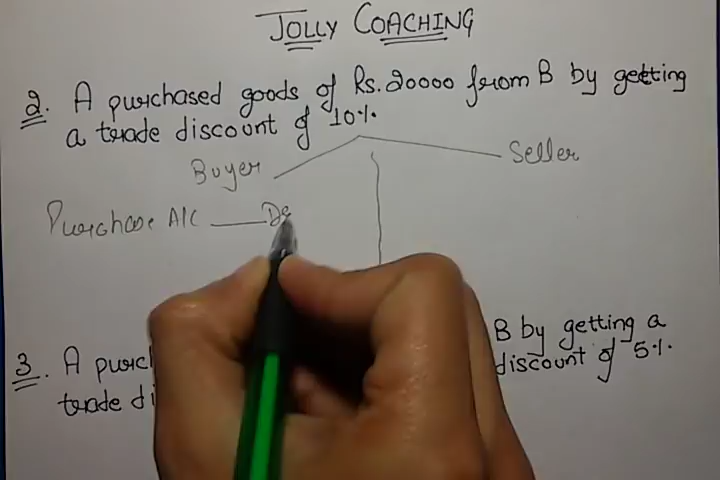 JOLLY COACHING
2. A purchased goods of Rs. 20000 from B by getting
a trade discount of 10%.
Buyer
Seller
Purchase A/C
3. A purc B by getting a
trade di discount of 5%.